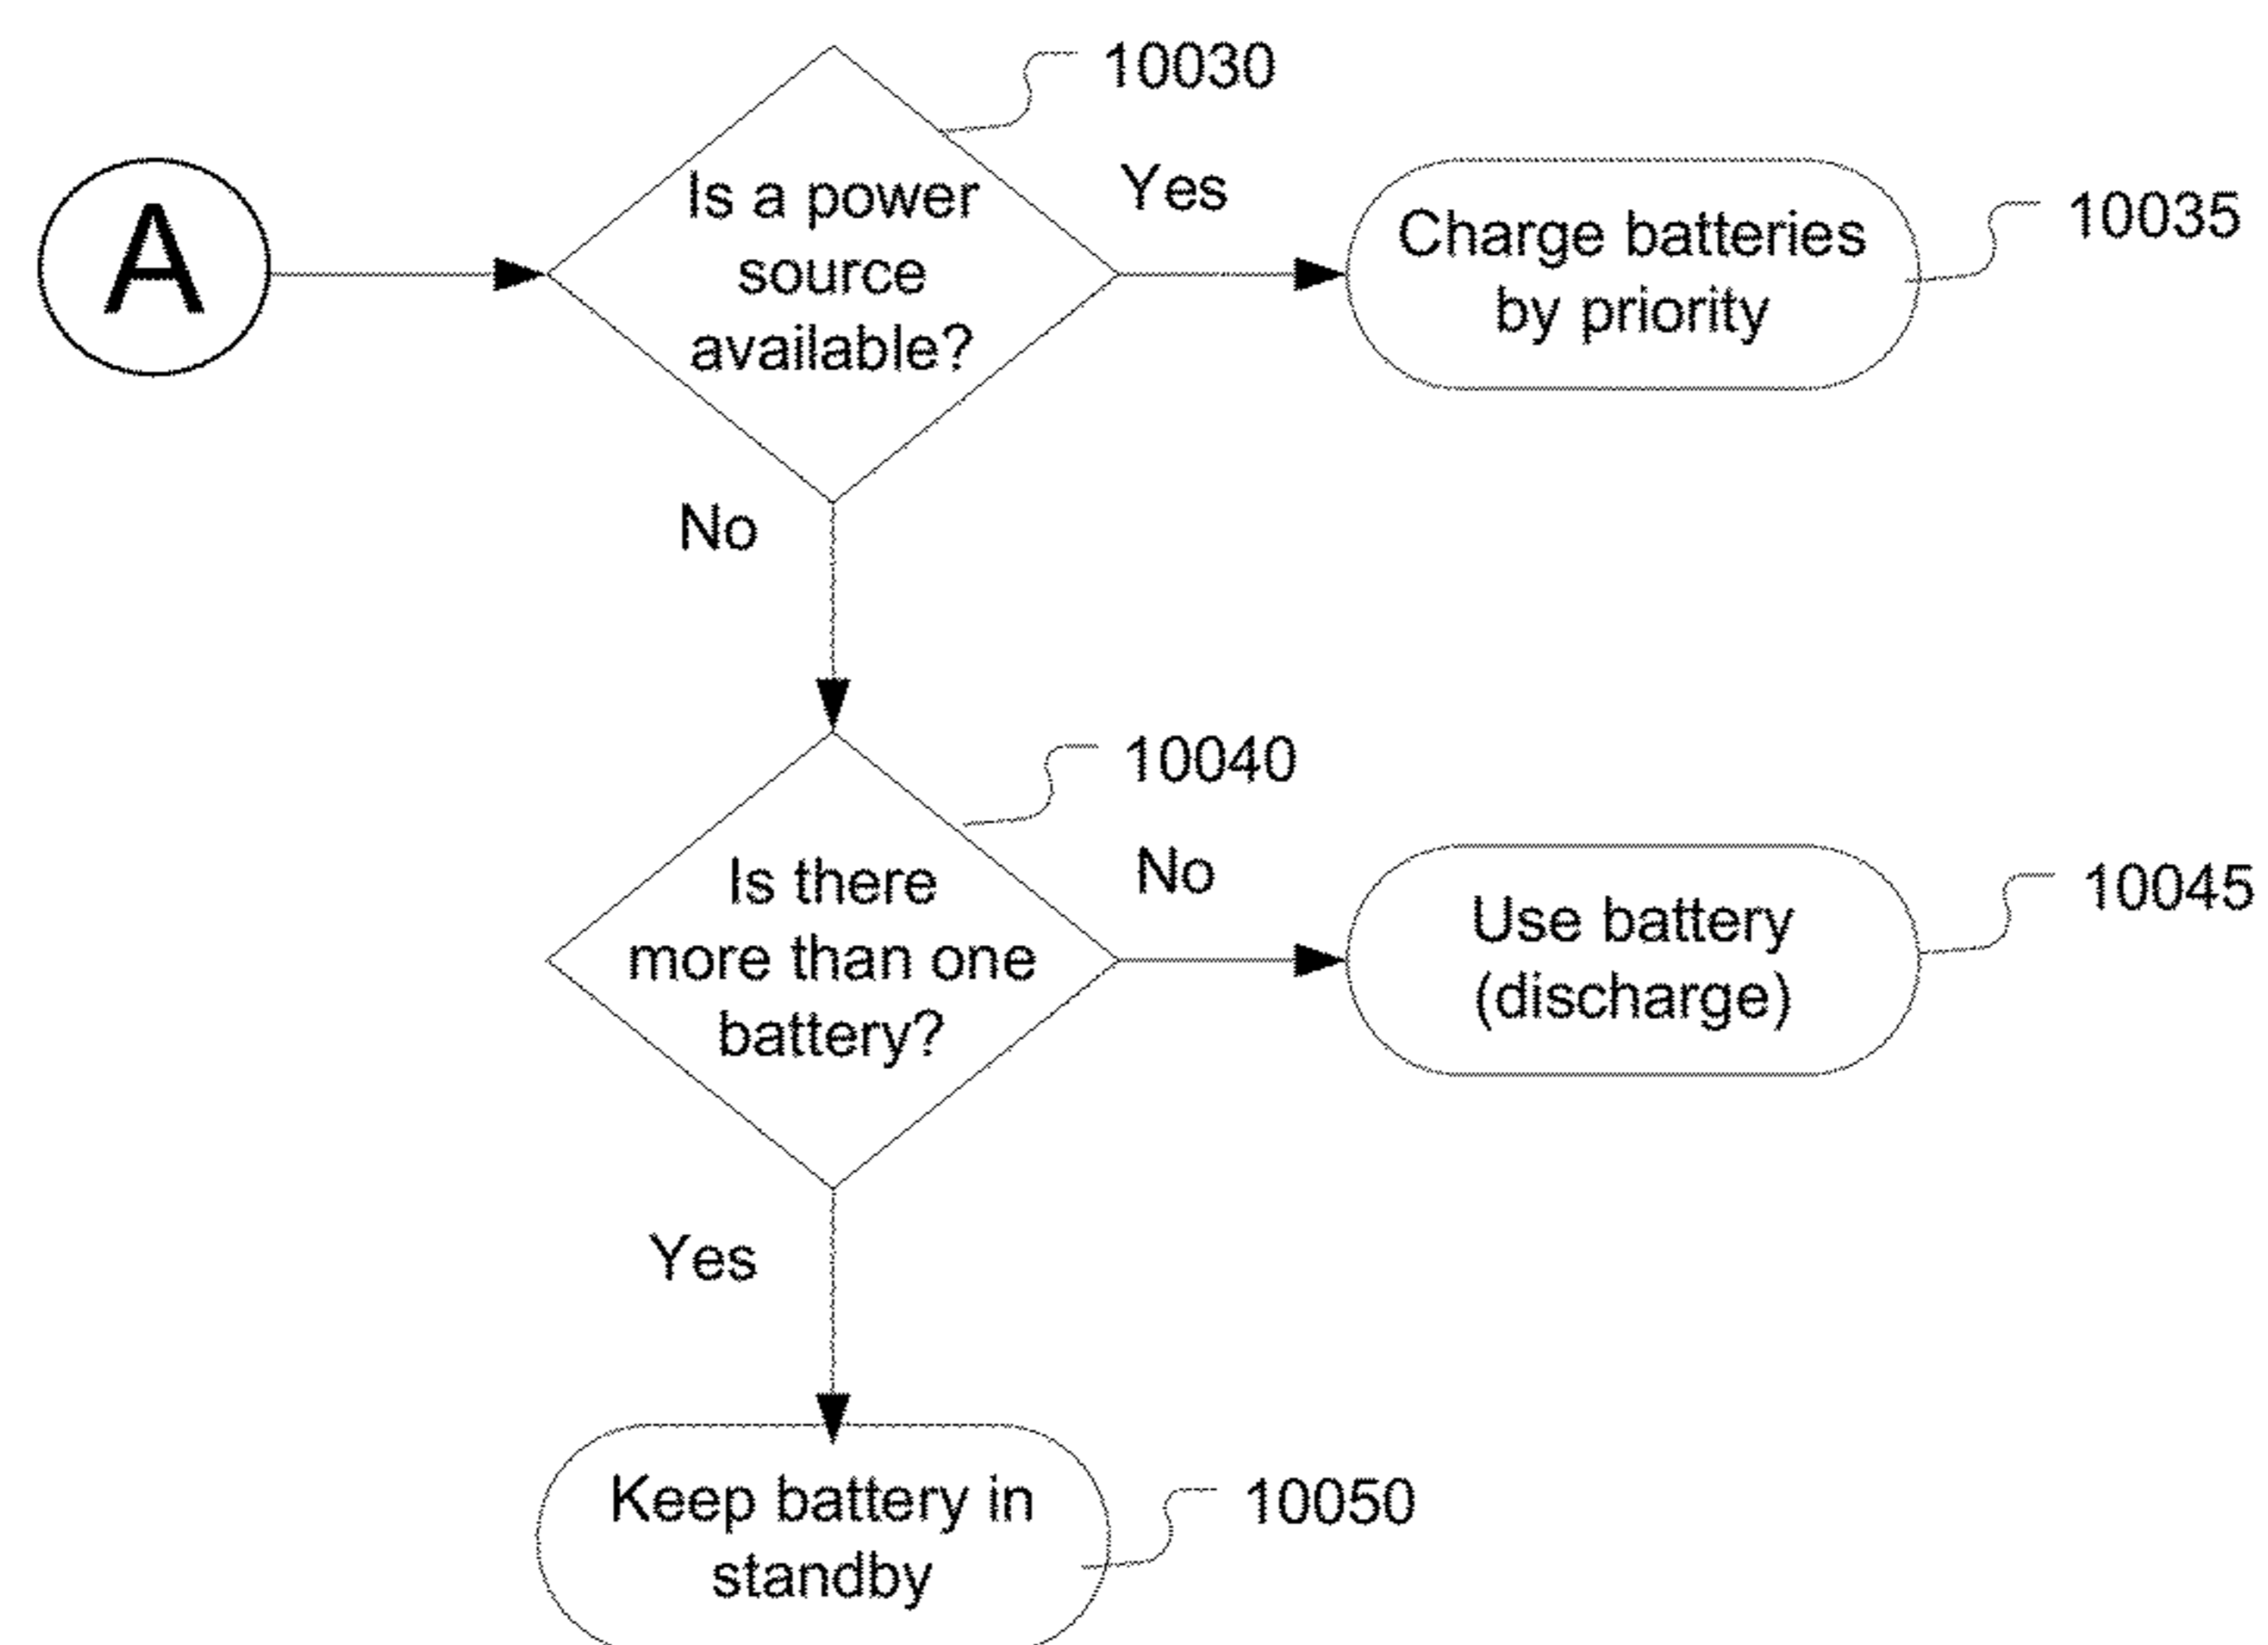 10030
A
Is a power
source
available?
Yes
Charge batteries
by priority
10035
No
10040
Is there
more than one
battery?
No
Use battery
(discharge)
10045
Yes
Keep battery in
standby
10050